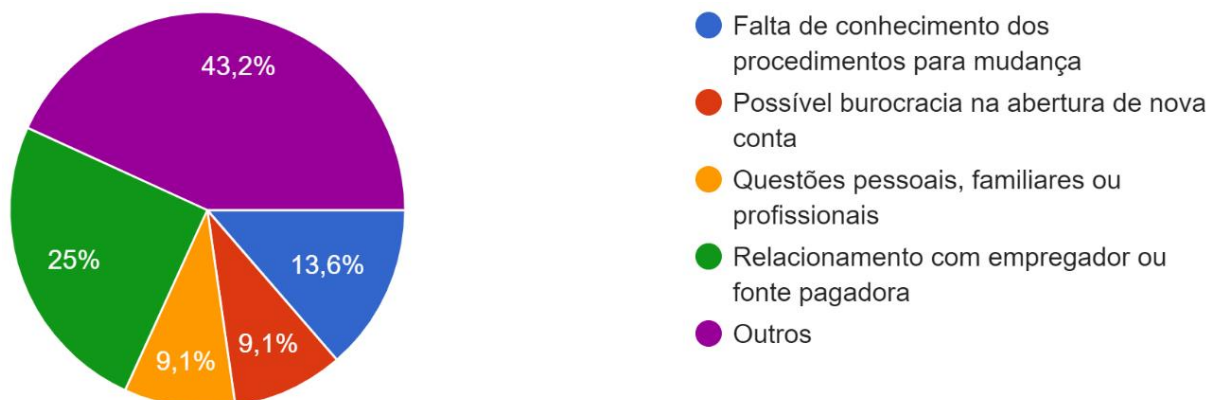 43,2%
25%
13,6%
9,1%
9,1%
Falta de conhecimento dos
procedimentos para mudança
Possível burocracia na abertura de nova
conta
Questões pessoais, familiares ou
profissionais
Relacionamento com empregador ou
fonte pagadora
Outros